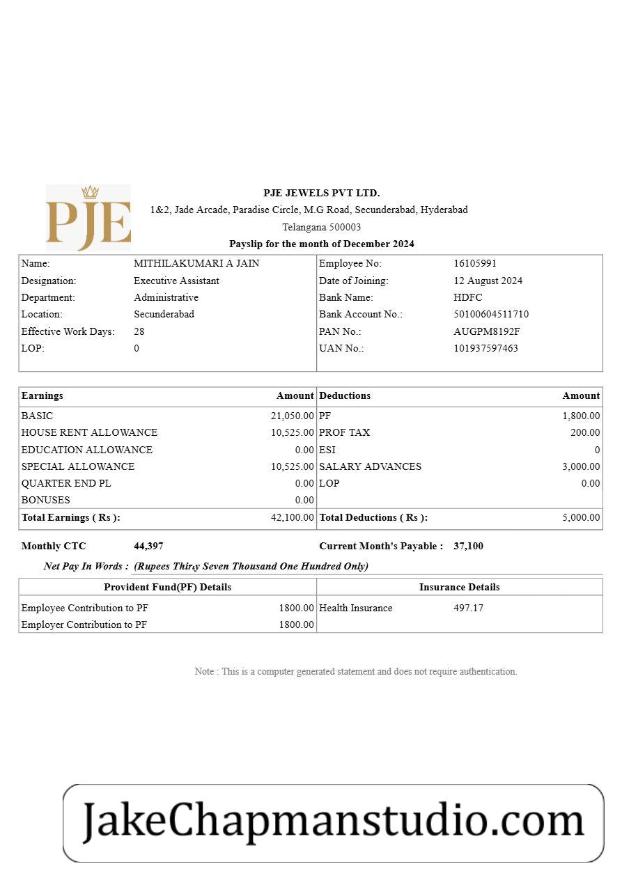 PJE
PJE JEWELS PVT LTD.
1&2, Jade Arcade, Paradise Circle, M.G Road, Secunderabad, Hyderabad
Telangana 500003
Payslip for the month of December 2024
Name: MITHILAKUMARI A JAIN Employee No: 16105991
Designation: Executive Assistant Date of Joining: 12 August 2024
Department: Administrative Bank Name: HDFC
Location: Secunderabad Bank Account No.: 50100604511710
Effective Work Days: 28 PAN No.: AUGPM8192F
LOP: 0 UAN No.: 101937597463
Earnings Amount Deductions Amount
BASIC 21,050.00 PF 1,800.00
HOUSE RENT ALLOWANCE 10,525.00 PROF TAX 200.00
EDUCATION ALLOWANCE 0.00 ESI 0
SPECIAL ALLOWANCE 10,525.00 SALARY ADVANCES 3,000.00
QUARTER END PL 0.00 LOP 0.00
BONUSES 0.00
Total Earnings ( Rs ): 42,100.00 Total Deductions ( Rs ): 5,000.00
Monthly CTC 44,397 Current Month's Payable : 37,100
Net Pay In Words : (Rupees Thirty Seven Thousand One Hundred Only)
Provident Fund(PF) Details Insurance Details
Employee Contribution to PF 1800.00 Health Insurance 497.17
Employer Contribution to PF 1800.00
Note : This is a computer generated statement and does not require authentication.
JakeChapmanstudio.com